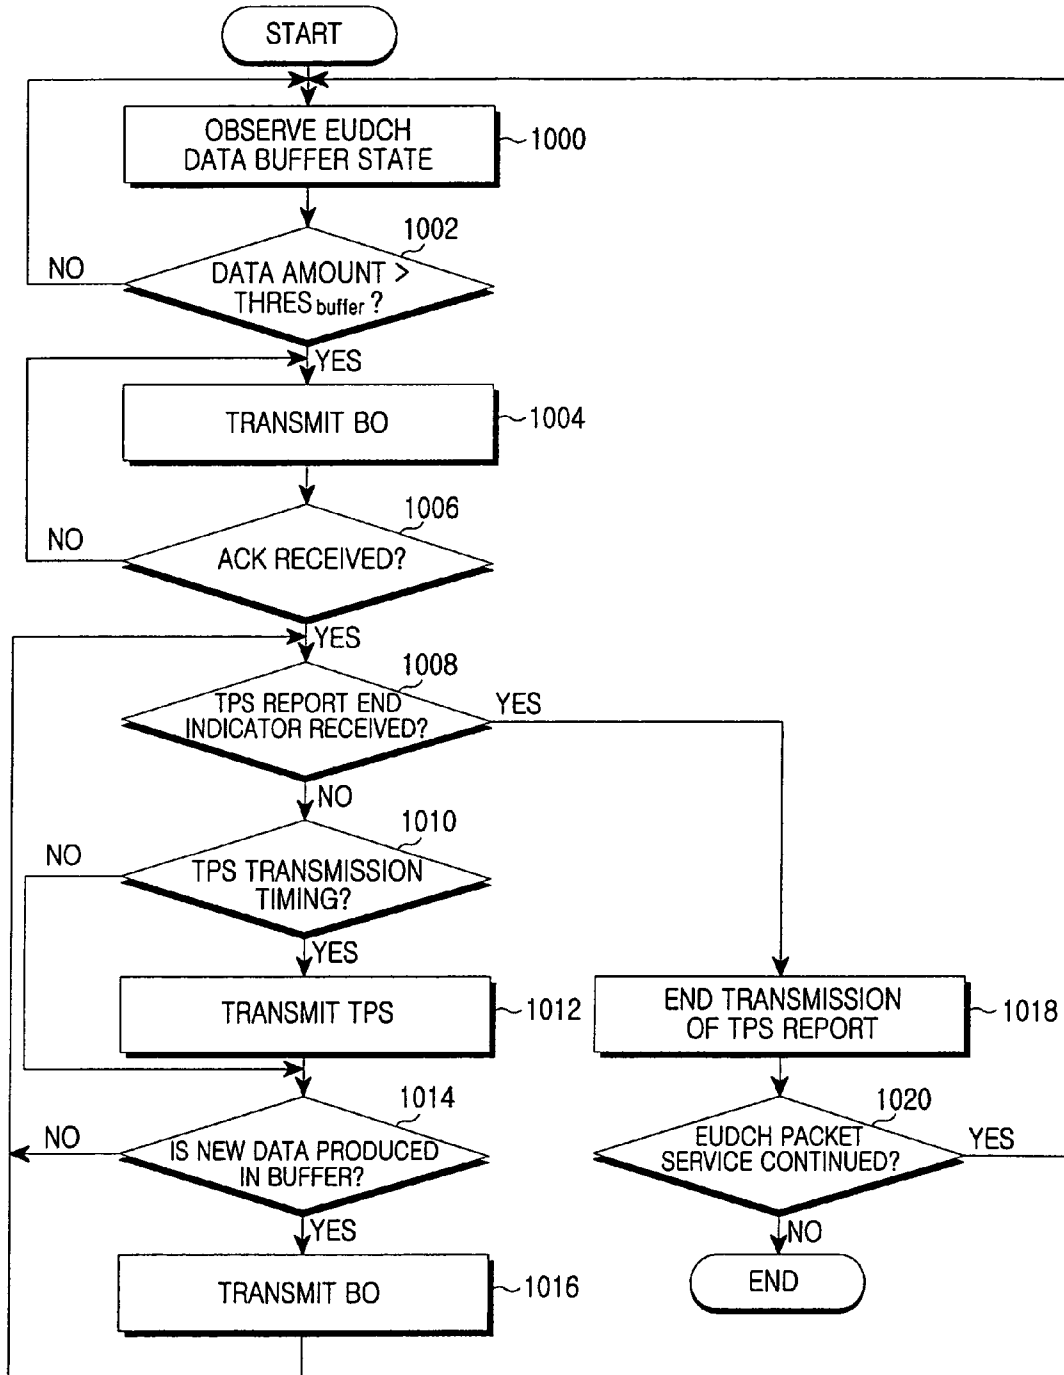 START
OBSERVE EUDCH
DATA BUFFER STATE
1000
1002
NO
DATA AMOUNT >
THRESbuffer ?
YES
TRANSMIT BO
1004
1006
NO
ACK RECEIVED?
YES
1008
TPS REPORT END
INDICATOR RECEIVED?
YES
NO
1010
NO
TPS TRANSMISSION
TIMING?
YES
TRANSMIT TPS
1012
END TRANSMISSION
OF TPS REPORT
1018
1014
NO
IS NEW DATA PRODUCED
IN BUFFER?
1020
EUDCH PACKET
SERVICE CONTINUED?
YES
YES
NO
TRANSMIT BO
1016
END